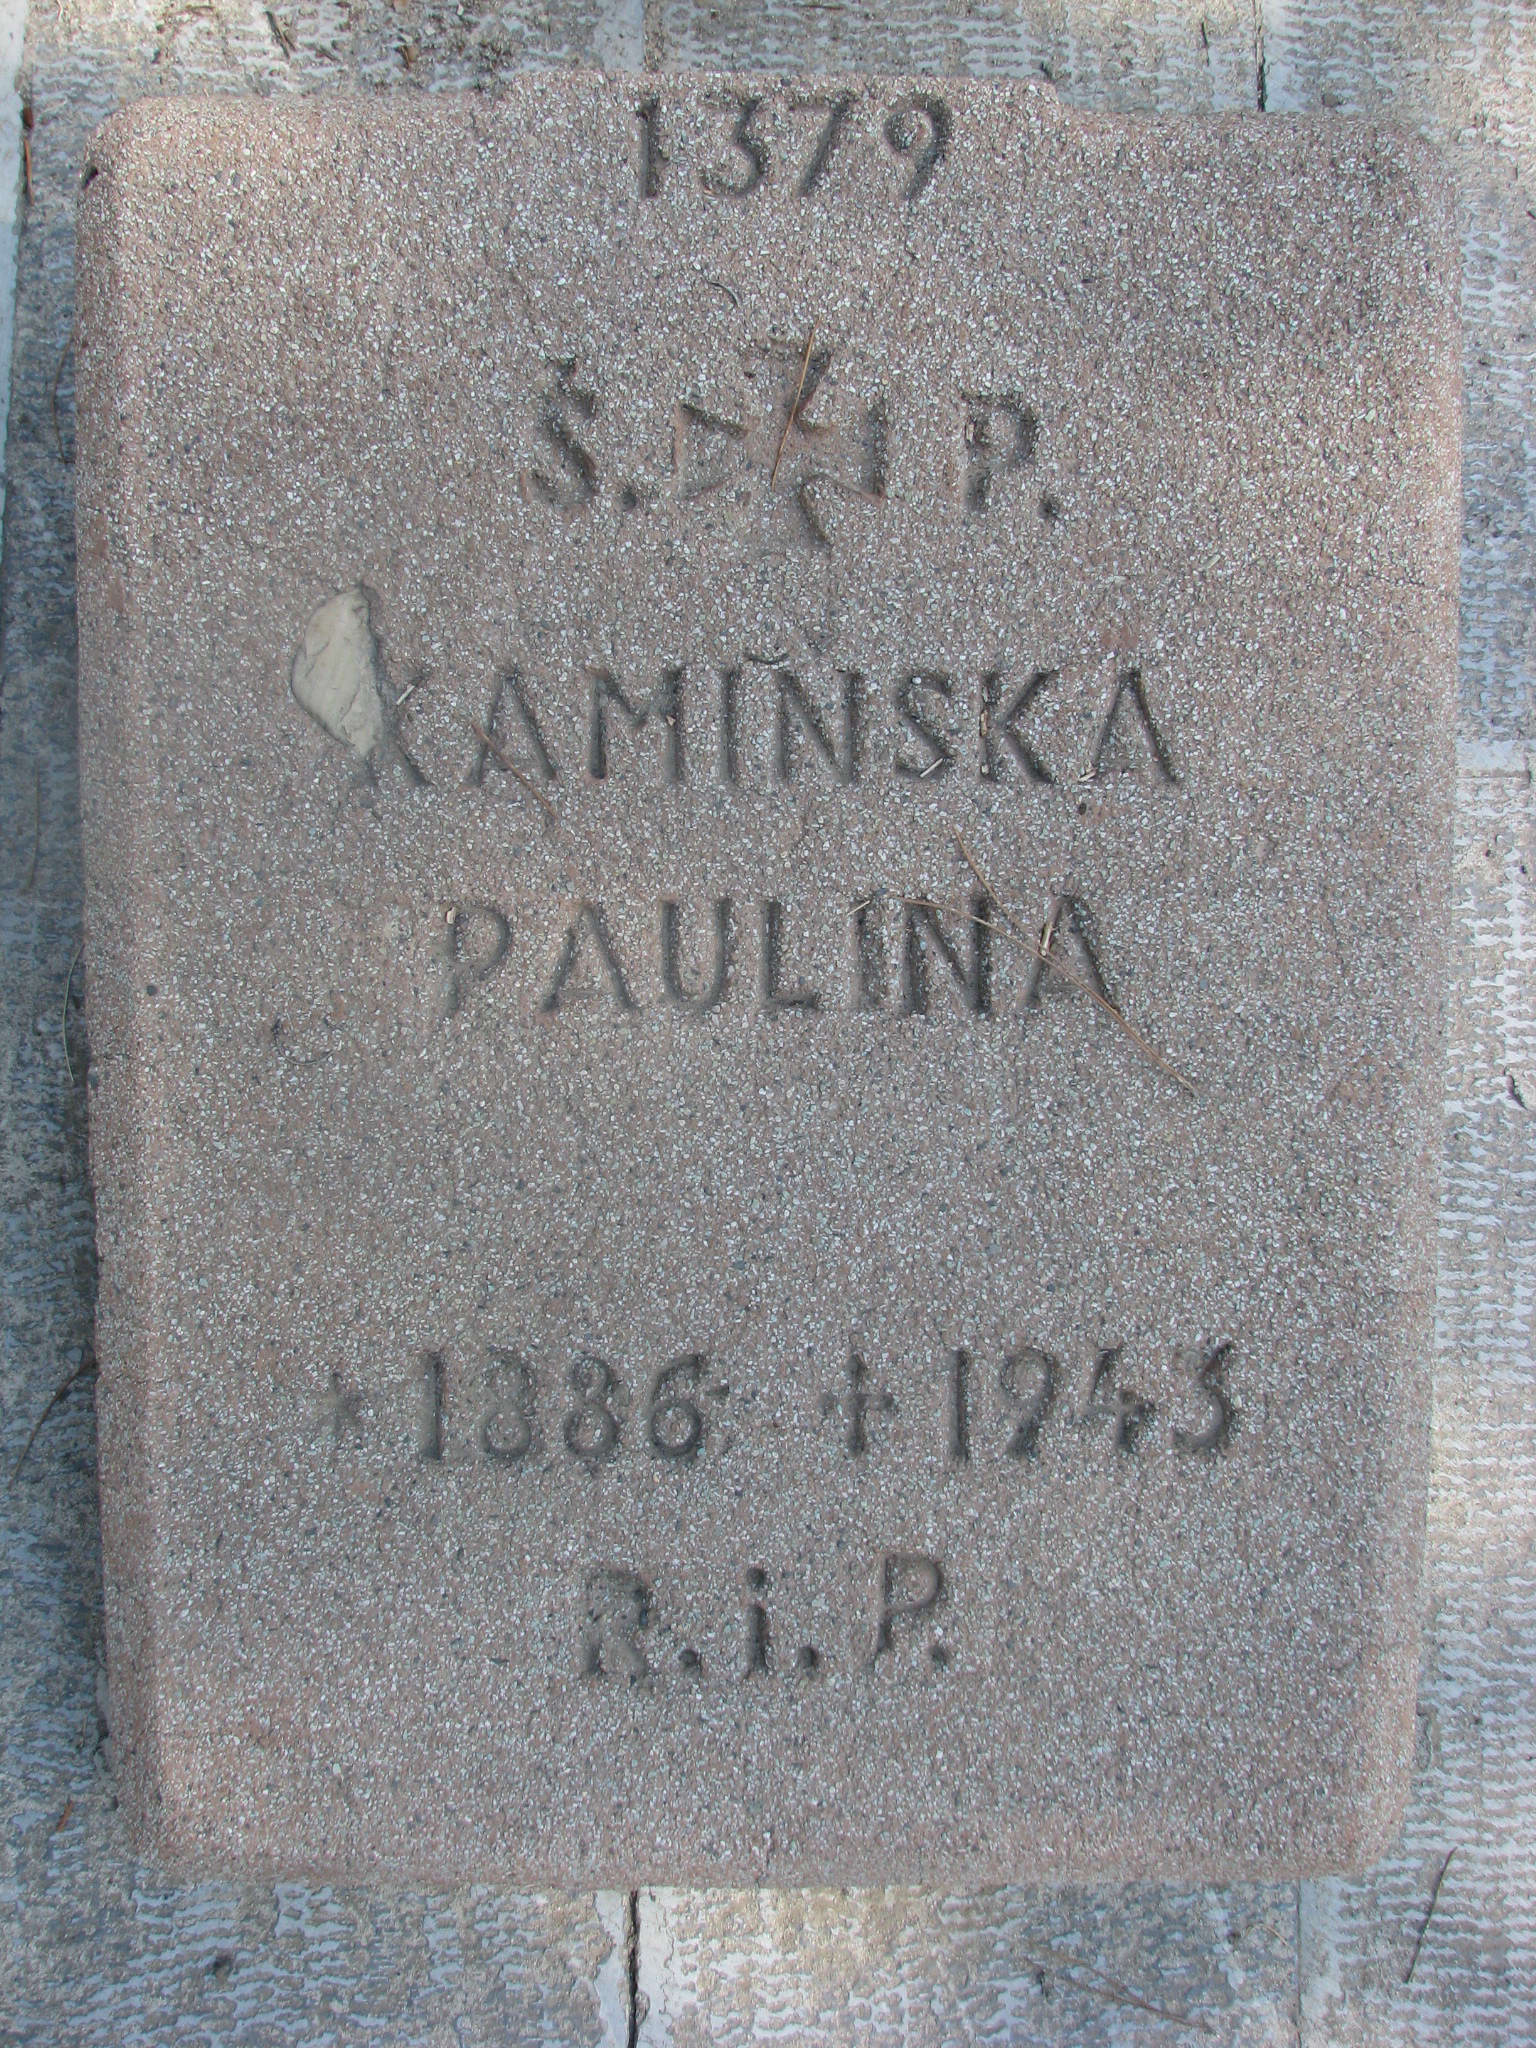 1379
Ś. ✠ P.
KAMIŃSKA
PAULINA
* 1886 † 1943
R.i.P.